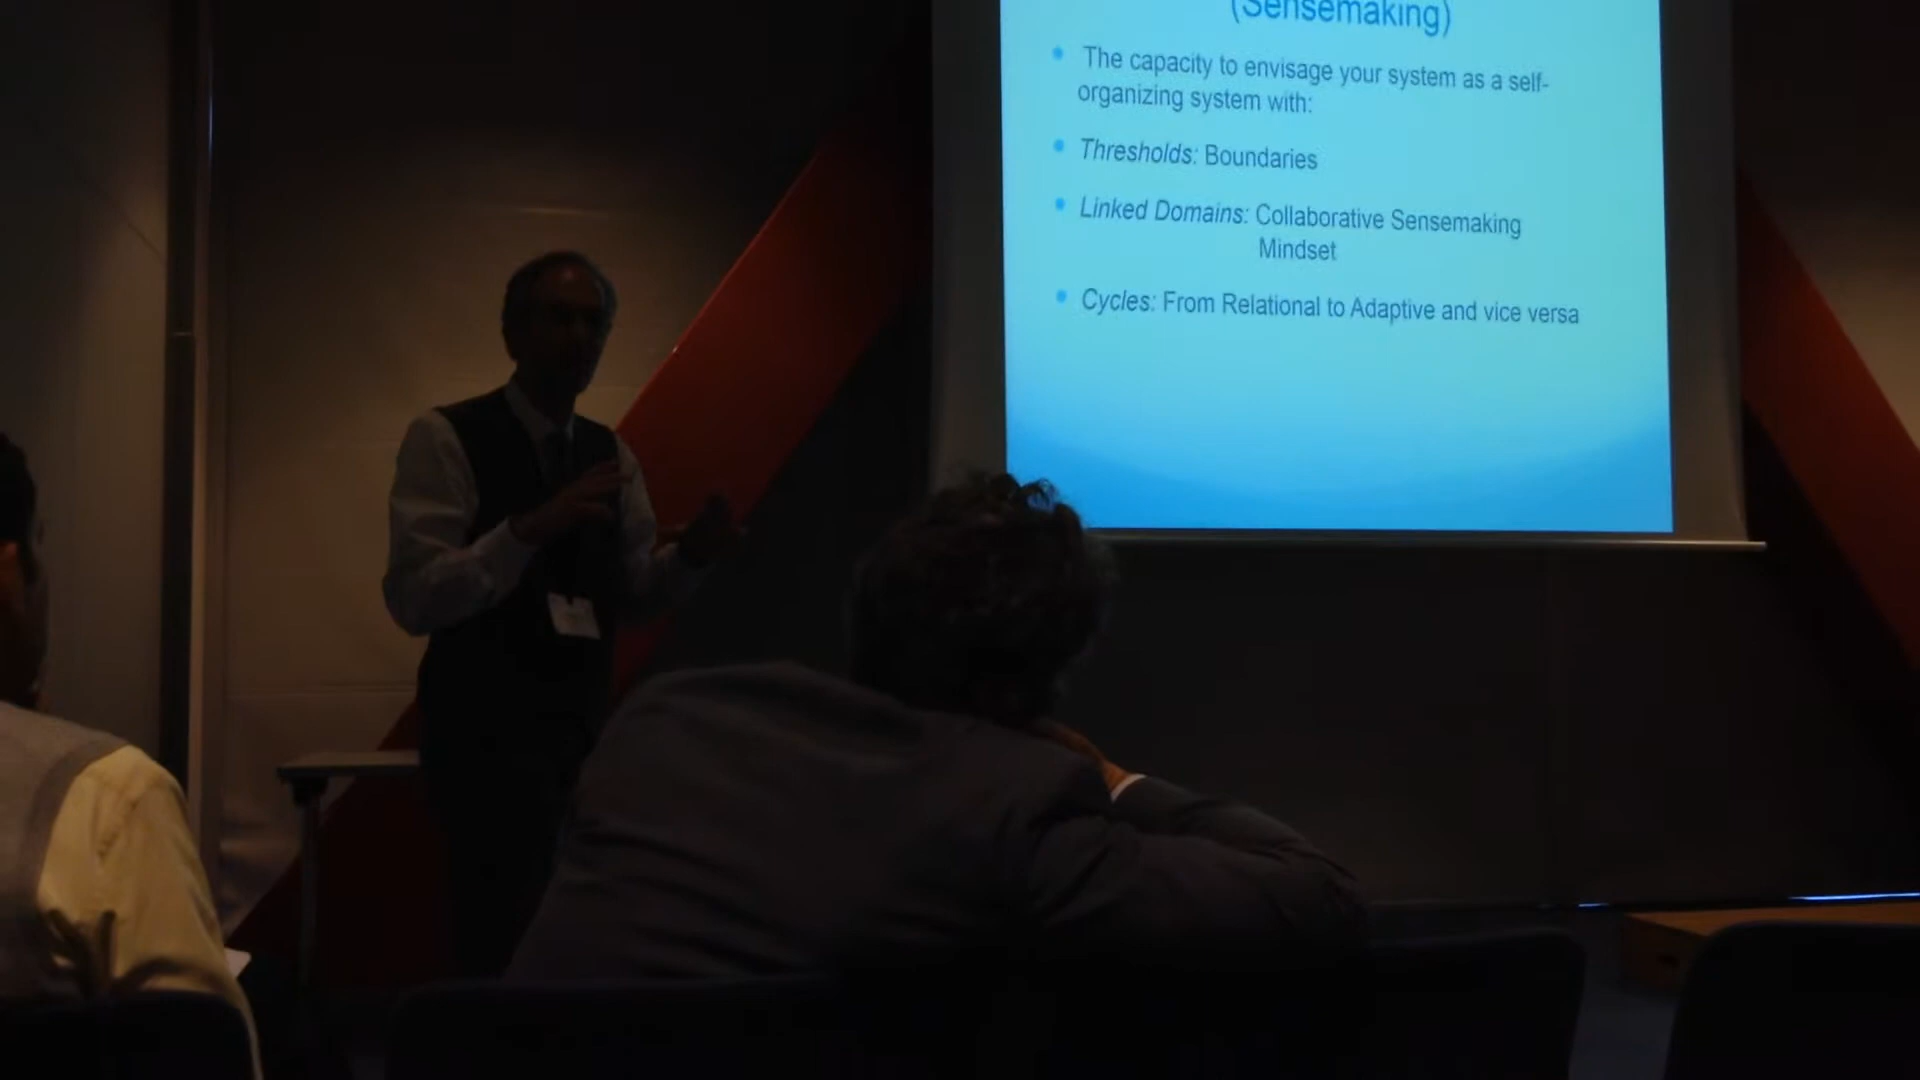 (Sensemaking)
The capacity to envisage your system as a self-
organizing system with:
Thresholds: Boundaries
Linked Domains: Collaborative Sensemaking
Mindset
Cycles: From Relational to Adaptive and vice versa